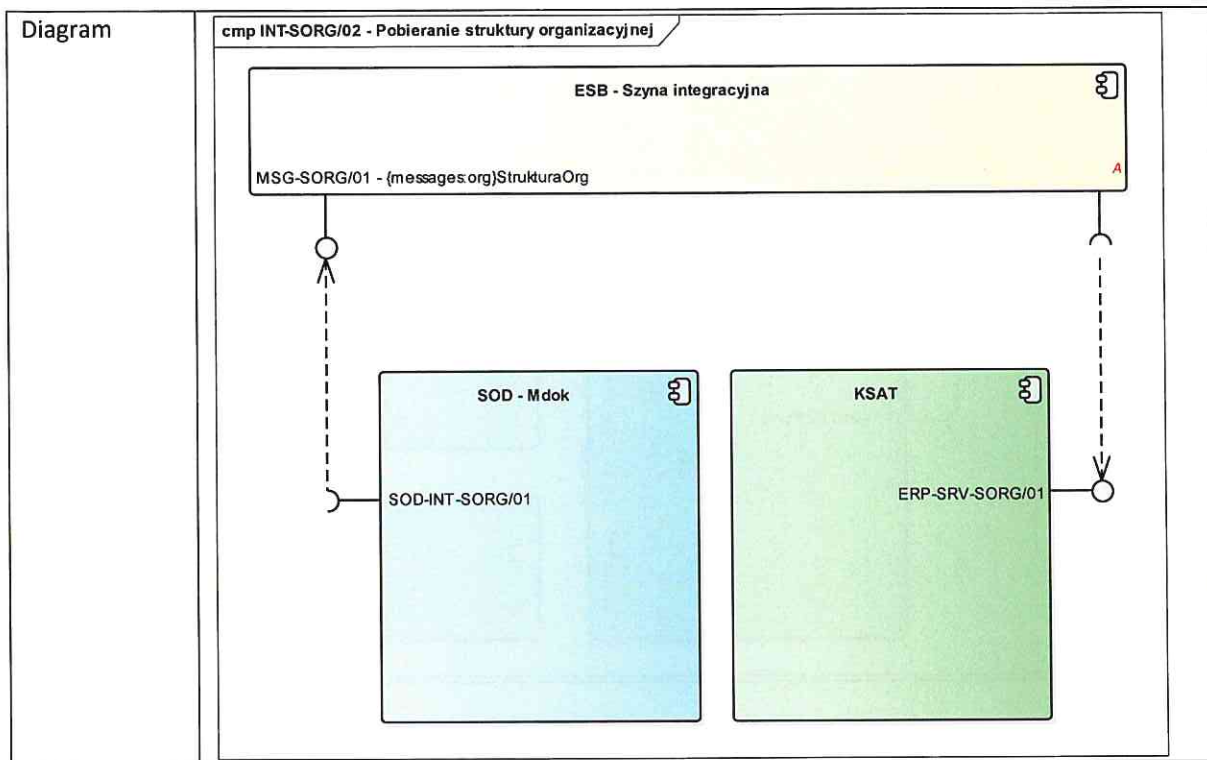 Diagram
cmp INT-SORG/02 - Pobieranie struktury organizacyjnej
ESB - Szyna integracyjna
MSG-SORG/01 - {messages:org}StrukturaOrg
A
SOD - Mdok
KSAT
SOD-INT-SORG/01
ERP-SRV-SORG/01